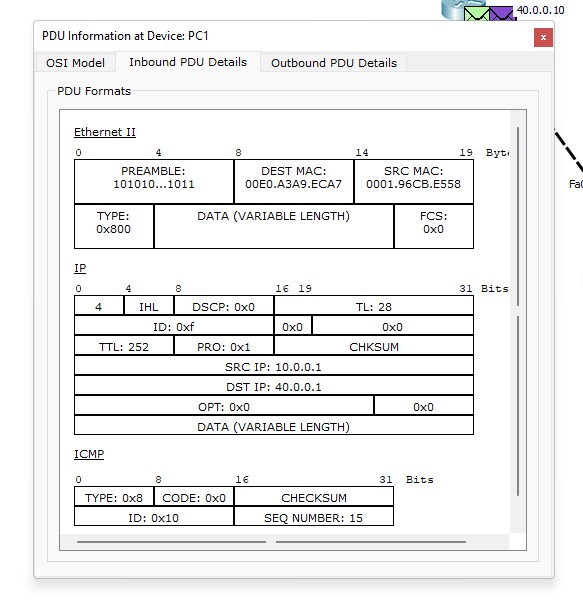 40.0.0.10
PDU Information at Device: PC1
x
OSI Model Inbound PDU Details Outbound PDU Details
PDU Formats
Ethernet II
0 4 8 14 19 Byt
PREAMBLE: DEST MAC: SRC MAC:
101010...1011 00E0.A3A9.ECA7 0001.96CB.E558
TYPE: DATA (VARIABLE LENGTH) FCS:
0x800 0x0
IP
0 4 8 16 19 31 Bits
4 IHL DSCP: 0x0 TL: 28
ID: 0xf 0x0 0x0
TTL: 252 PRO: 0x1 CHKSUM
SRC IP: 10.0.0.1
DST IP: 40.0.0.1
OPT: 0x0 0x0
DATA (VARIABLE LENGTH)
ICMP
0 8 16 31 Bits
TYPE: 0x8 CODE: 0x0 CHECKSUM
ID: 0x10 SEQ NUMBER: 15
Fa0